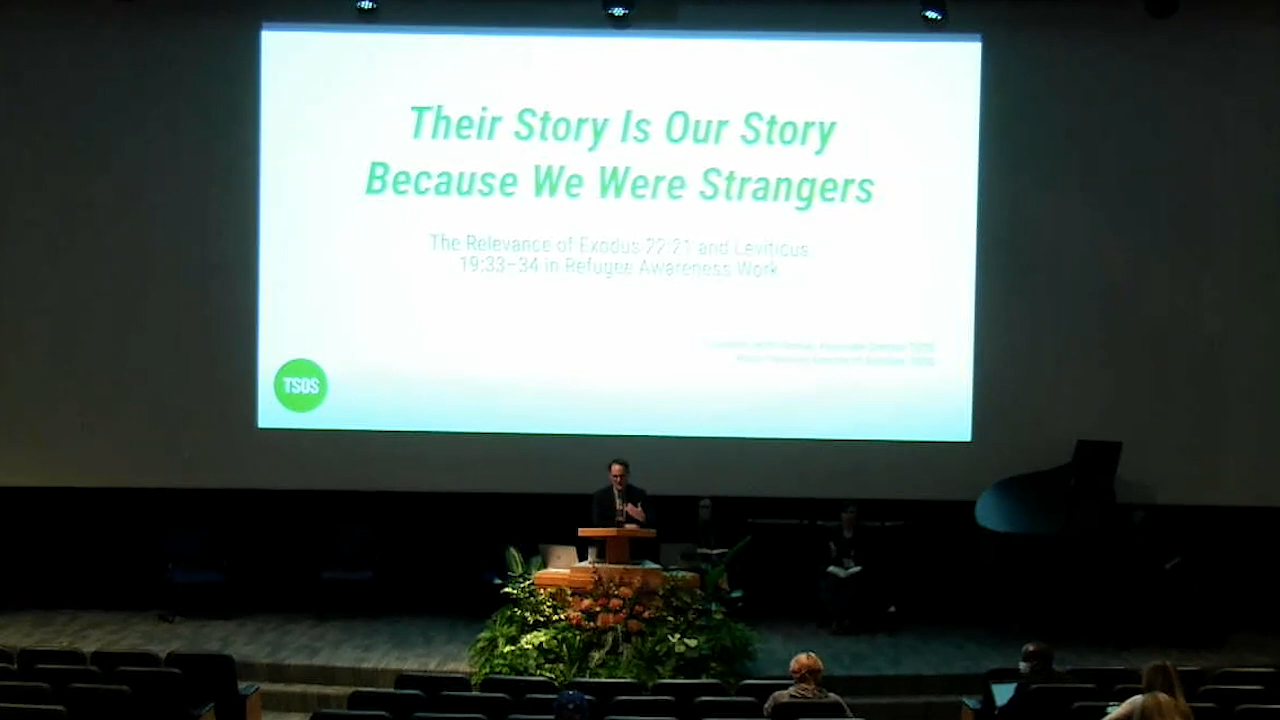 Their Story Is Our Story
Because We Were Strangers
The Relevance of Exodus 22:21 and Leviticus
19:33–34 in Refugee Awareness Work
TSOS